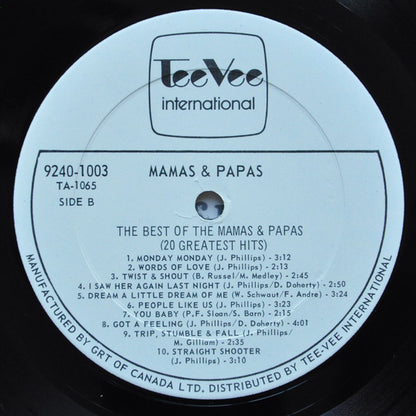 TeeVee
international
9240-1003
MAMAS & PAPAS
TA-1065
SIDE B
THE BEST OF THE MAMAS & PAPAS
(20 GREATEST HITS)
1. MONDAY MONDAY (J. Phillips) - 3:12
2. WORDS OF LOVE (J. Phillips) - 2:13
3. TWIST & SHOUT (B. Russel/M. Medley) - 3:23
4. I SAW HER AGAIN LAST NIGHT (J. Phillips/D. Doherty) - 2:50
5. DREAM A LITTLE DREAM OF ME (W. Schwaut/F. Andre) - 3:24
6. PEOPLE LIKE US (J. Phillips) - 3:23
7. YOU BABY (P.F. Sloan/S. Barn) - 2:15
8. GOT A FEELING (J. Phillips/D. Doherty) - 4:01
9. TRIP, STUMBLE & FALL (J. Phillips/
M. Gilliam) - 2:35
10. STRAIGHT SHOOTER
(J. Phillips) - 3:10
MANUFACTURED BY GRT OF CANADA LTD. DISTRIBUTED BY TEE-VEE INTERNATIONAL